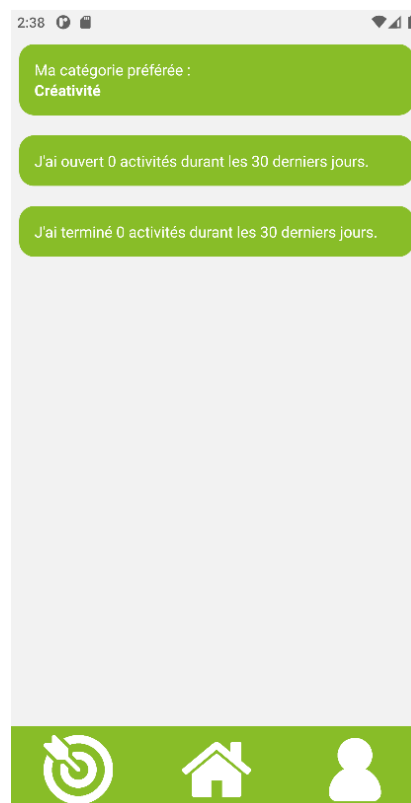 2:38
Ma catégorie préférée :
Créativité
J'ai ouvert 0 activités durant les 30 derniers jours.
J'ai terminé 0 activités durant les 30 derniers jours.